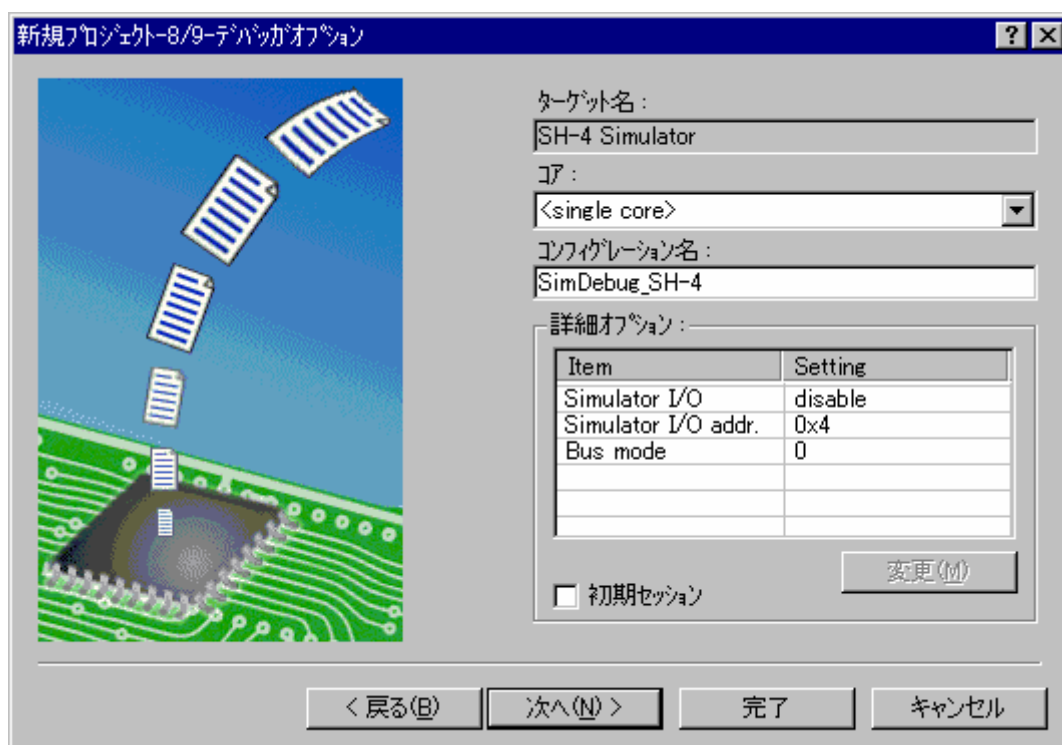 新規ﾌﾟﾛｼﾞｪｸﾄ-8/9-ﾃﾞﾊﾞｯｶﾞｵﾌﾟｼｮﾝ
ﾀｰｹﾞｯﾄ名 :
SH-4 Simulator
ｺｱ :
<single core>
ｺﾝﾌｨｸﾞﾚｰｼｮﾝ名 :
SimDebug_SH-4
詳細ｵﾌﾟｼｮﾝ :
Item Setting
Simulator I/O disable
Simulator I/O addr. 0x4
Bus mode 0
変更(M)
初期ｾｯｼｮﾝ
< 戻る(B) 次へ(N) > 完了 キャンセル